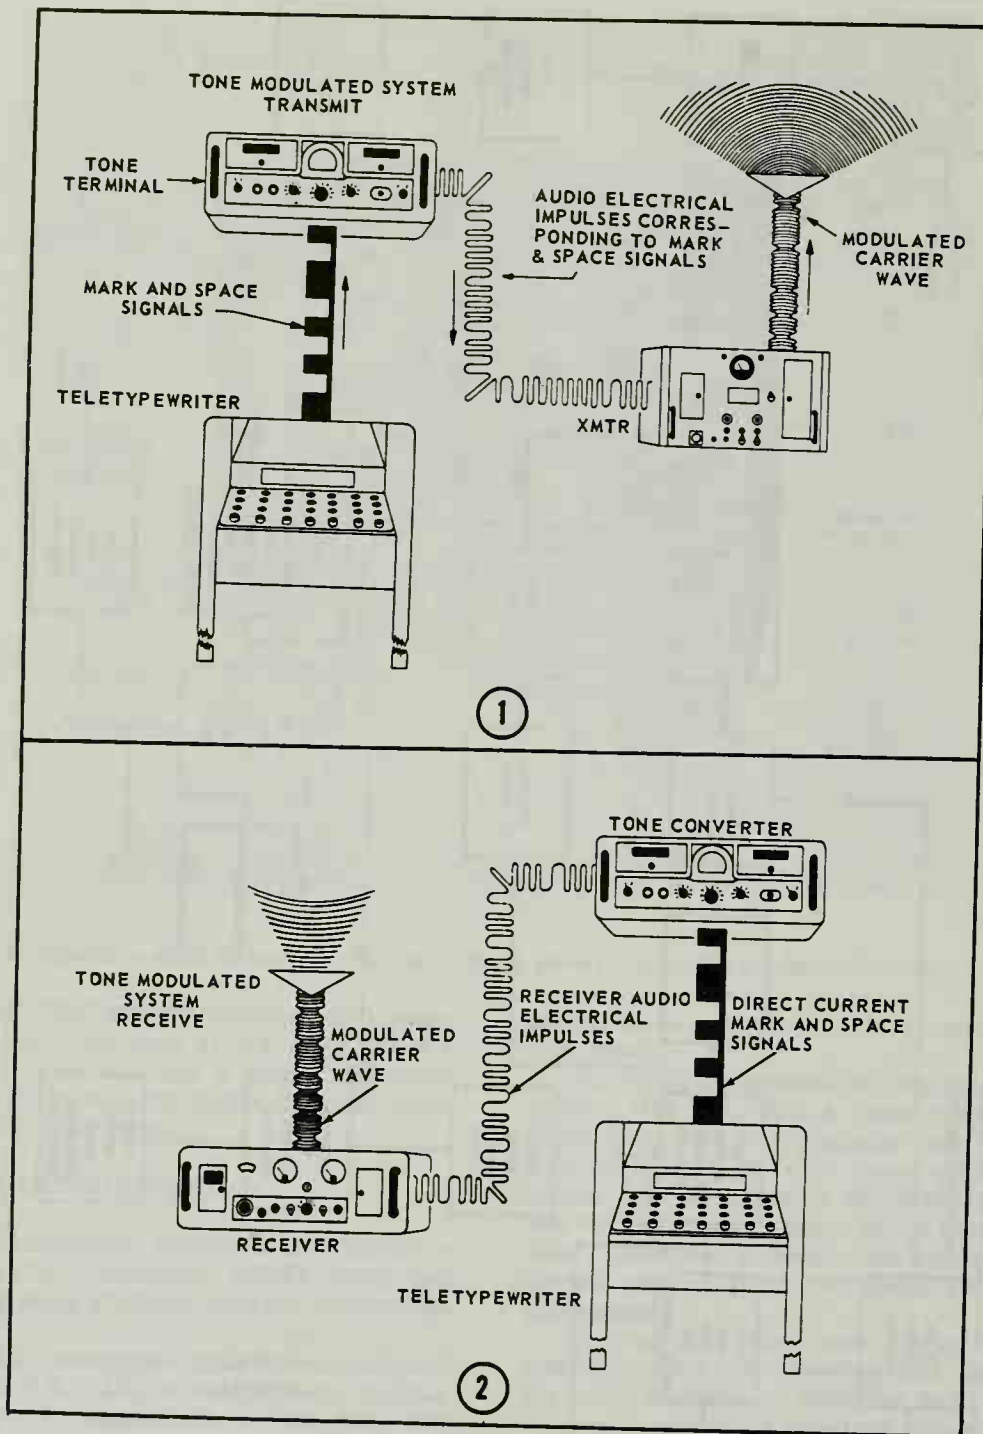 TONE MODULATED SYSTEM
TRANSMIT
TONE
TERMINAL
AUDIO ELECTRICAL
IMPULSES CORRES-
PONDING TO MARK
& SPACE SIGNALS
MODULATED
CARRIER
WAVE
MARK AND SPACE
SIGNALS
TELETYPEWRITER
XMTR
1
TONE CONVERTER
TONE MODULATED
SYSTEM
RECEIVE
MODULATED
CARRIER
WAVE
RECEIVER AUDIO
ELECTRICAL
IMPULSES
DIRECT CURRENT
MARK AND SPACE
SIGNALS
RECEIVER
TELETYPEWRITER
2